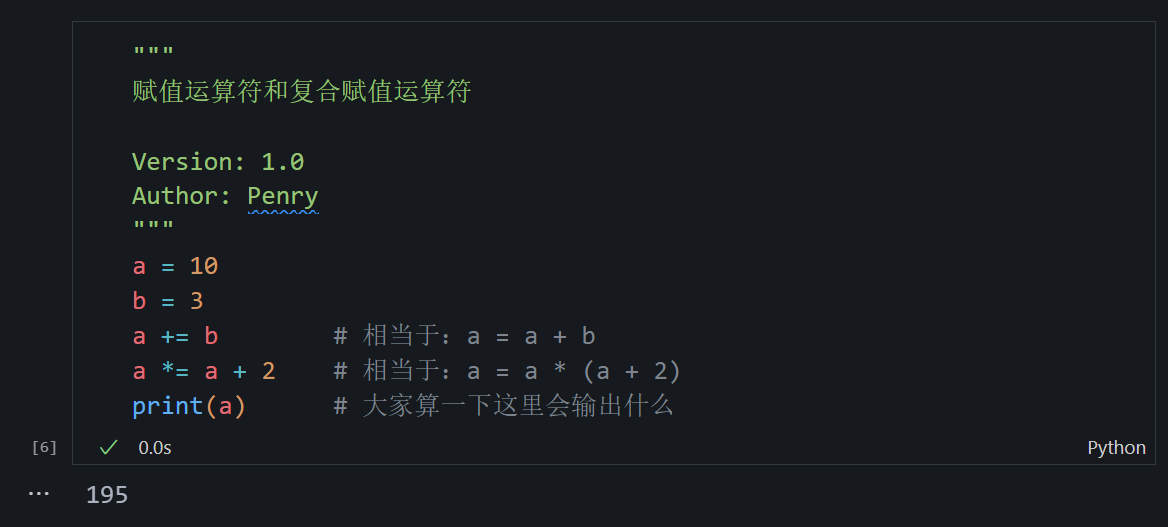 """
赋值运算符和复合赋值运算符
Version: 1.0
Author: Penry
"""
a = 10
b = 3
a += b        # 相当于：a = a + b
a *= a + 2    # 相当于：a = a * (a + 2)
print(a)      # 大家算一下这里会输出什么
[6] ✓ 0.0s Python
... 195